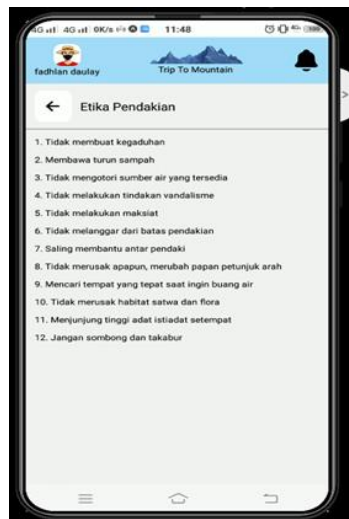 4G 4G 0K/s 11:48 100
fadhlan daulay
Trip To Mountain
Etika Pendakian
1. Tidak membuat kegaduhan
2. Membawa turun sampah
3. Tidak mengotori sumber air yang tersedia
4. Tidak melakukan tindakan vandalisme
5. Tidak melakukan maksiat
6. Tidak melanggar dari batas pendakian
7. Saling membantu antar pendaki
8. Tidak merusak apapun, merubah papan petunjuk arah
9. Mencari tempat yang tepat saat ingin buang air
10. Tidak merusak habitat satwa dan flora
11. Menjunjung tinggi adat istiadat setempat
12. Jangan sombong dan takabur